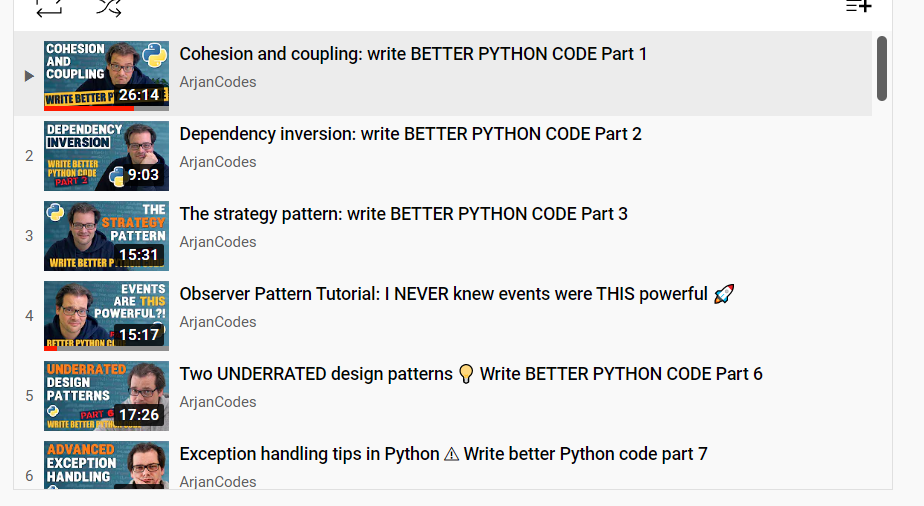 COHESION
AND
COUPLING
WRITE BETTER P
26:14
Cohesion and coupling: write BETTER PYTHON CODE Part 1
ArjanCodes
2
DEPENDENCY
INVERSION
WRITE BETTER
PYTHON CODE
PART 2
9:03
Dependency inversion: write BETTER PYTHON CODE Part 2
ArjanCodes
3
THE
STRATEGY
PATTERN
WRITE BETTER P
15:31
The strategy pattern: write BETTER PYTHON CODE Part 3
ArjanCodes
4
EVENTS
ARE THIS
POWERFUL?!
BETTER PYTHON C
15:17
Observer Pattern Tutorial: I NEVER knew events were THIS powerful 🚀
ArjanCodes
5
UNDERRATED
DESIGN
PATTERNS
PART 6
WRITE BETTER PYTHON
17:26
Two UNDERRATED design patterns 💡 Write BETTER PYTHON CODE Part 6
ArjanCodes
6
ADVANCED
EXCEPTION
HANDLING
Exception handling tips in Python ⚠ Write better Python code part 7
ArjanCodes